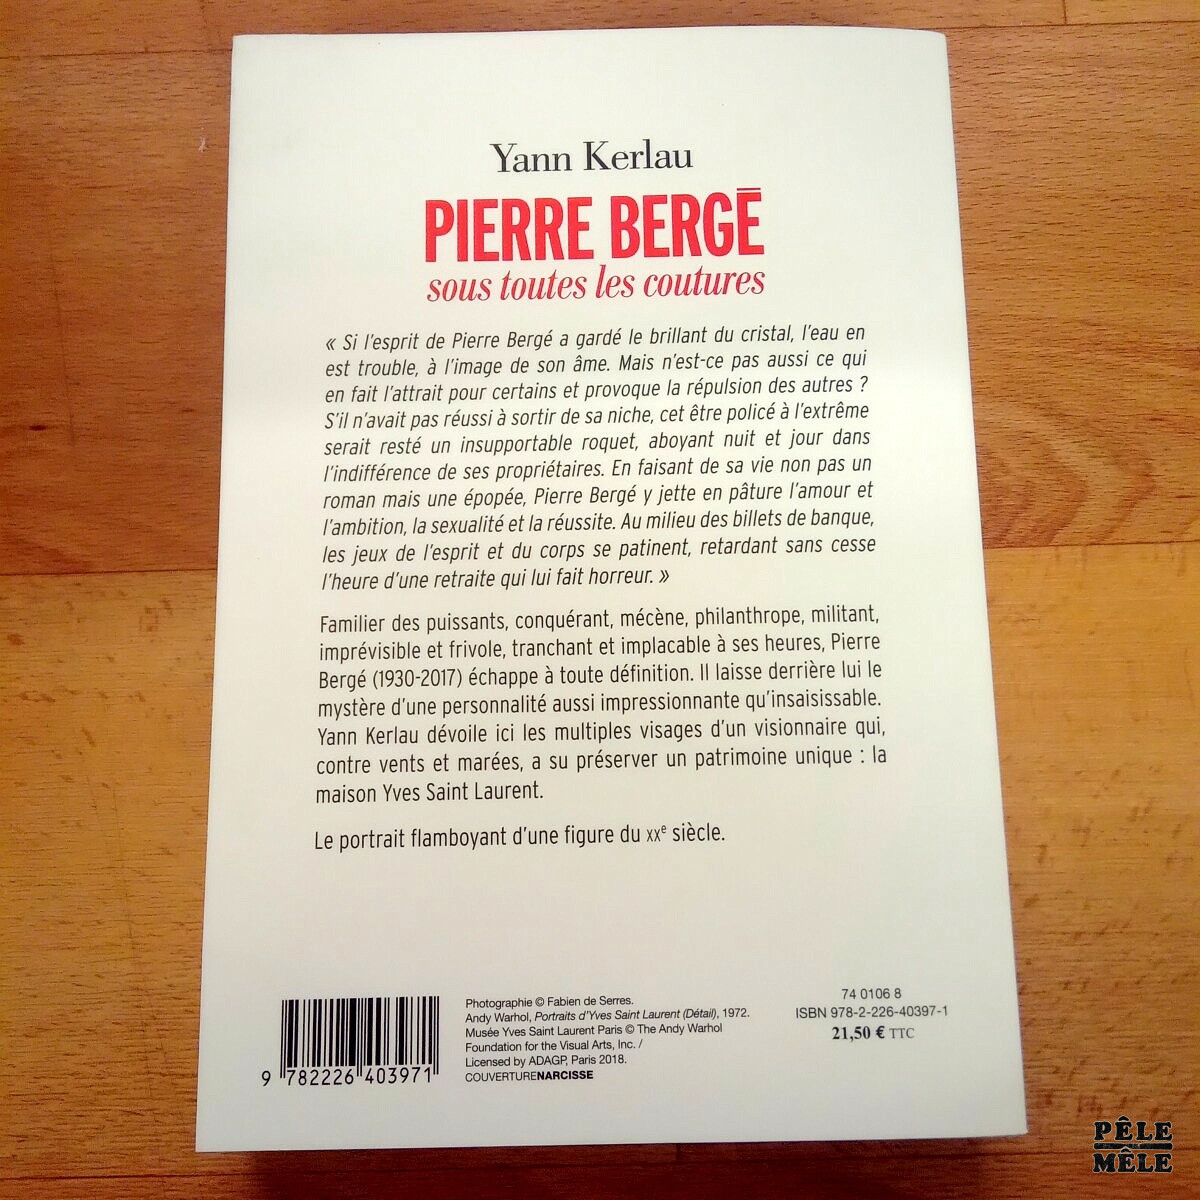 Yann Kerlau
PIERRE BERGÉ
sous toutes les coutures
« Si l'esprit de Pierre Bergé a gardé le brillant du cristal, l'eau en
est trouble, à l'image de son âme. Mais n'est-ce pas aussi ce qui
en fait l'attrait pour certains et provoque la répulsion des autres ?
S'il n'avait pas réussi à sortir de sa niche, cet être policé à l'extrême
serait resté un insupportable roquet, aboyant nuit et jour dans
l'indifférence de ses propriétaires. En faisant de sa vie non pas un
roman mais une épopée, Pierre Bergé y jette en pâture l'amour et
l'ambition, la sexualité et la réussite. Au milieu des billets de banque,
les jeux de l'esprit et du corps se patinent, retardant sans cesse
l'heure d'une retraite qui lui fait horreur. »
Familier des puissants, conquérant, mécène, philanthrope, militant,
imprévisible et frivole, tranchant et implacable à ses heures, Pierre
Bergé (1930-2017) échappe à toute définition. Il laisse derrière lui le
mystère d'une personnalité aussi impressionnante qu'insaisissable.
Yann Kerlau dévoile ici les multiples visages d'un visionnaire qui,
contre vents et marées, a su préserver un patrimoine unique : la
maison Yves Saint Laurent.
Le portrait flamboyant d'une figure du XXe siècle.
9 782226 403971
Photographie © Fabien de Serres.
Andy Warhol, Portraits d'Yves Saint Laurent (Détail), 1972.
Musée Yves Saint Laurent Paris © The Andy Warhol
Foundation for the Visual Arts, Inc. /
Licensed by ADAGP, Paris 2018.
COUVERTURENARCISSE
74 0106 8
ISBN 978-2-226-40397-1
21,50 € TTC
PÊLE
MÊLE